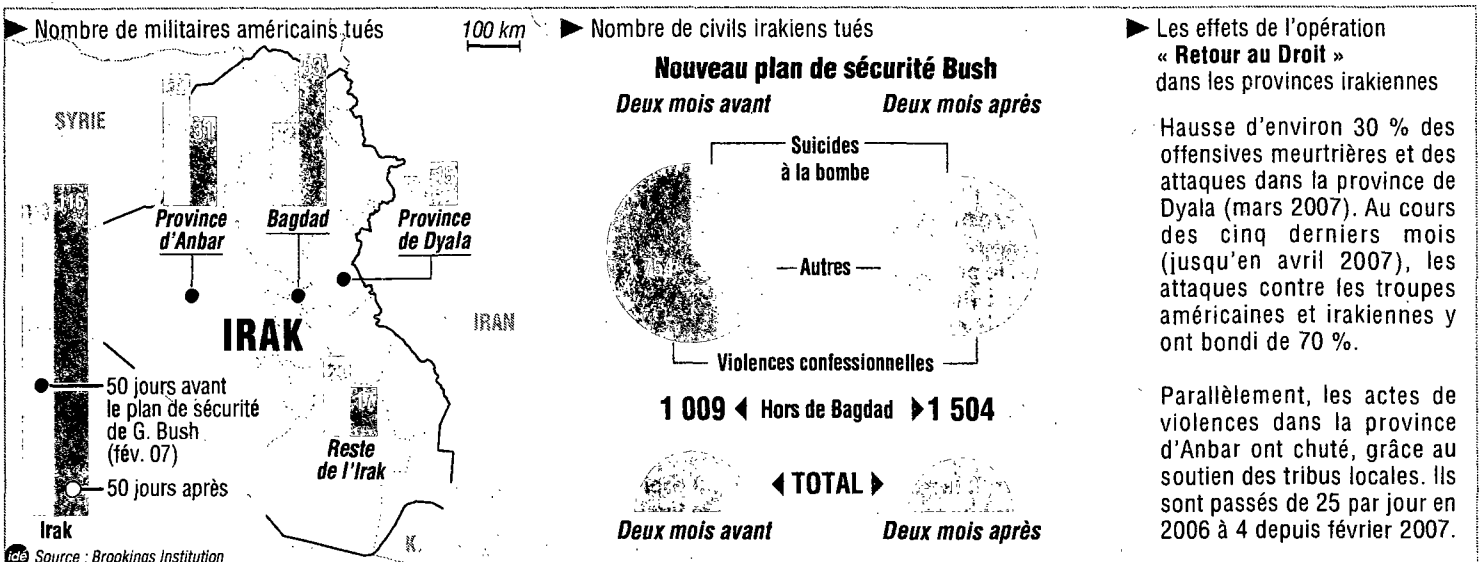 ► Nombre de militaires américains tués
100 km
SYRIE
31
53
116
Province
d'Anbar
Bagdad
Province
de Dyala
IRAK
IRAN
50 jours avant
le plan de sécurité
de G. Bush
(fév. 07)
50 jours après
Reste
de l'Irak
Irak
K.
idé Source : Brookings Institution
► Nombre de civils irakiens tués
Nouveau plan de sécurité Bush
Deux mois avant
Deux mois après
Suicides
à la bombe
Autres
Violences confessionnelles
1 009 ◄ Hors de Bagdad ► 1 504
◄ TOTAL ►
Deux mois avant
Deux mois après
► Les effets de l'opération
« Retour au Droit »
dans les provinces irakiennes
Hausse d'environ 30 % des
offensives meurtrières et des
attaques dans la province de
Dyala (mars 2007). Au cours
des cinq derniers mois
(jusqu'en avril 2007), les
attaques contre les troupes
américaines et irakiennes y
ont bondi de 70 %.
Parallèlement, les actes de
violences dans la province
d'Anbar ont chuté, grâce au
soutien des tribus locales. Ils
sont passés de 25 par jour en
2006 à 4 depuis février 2007.